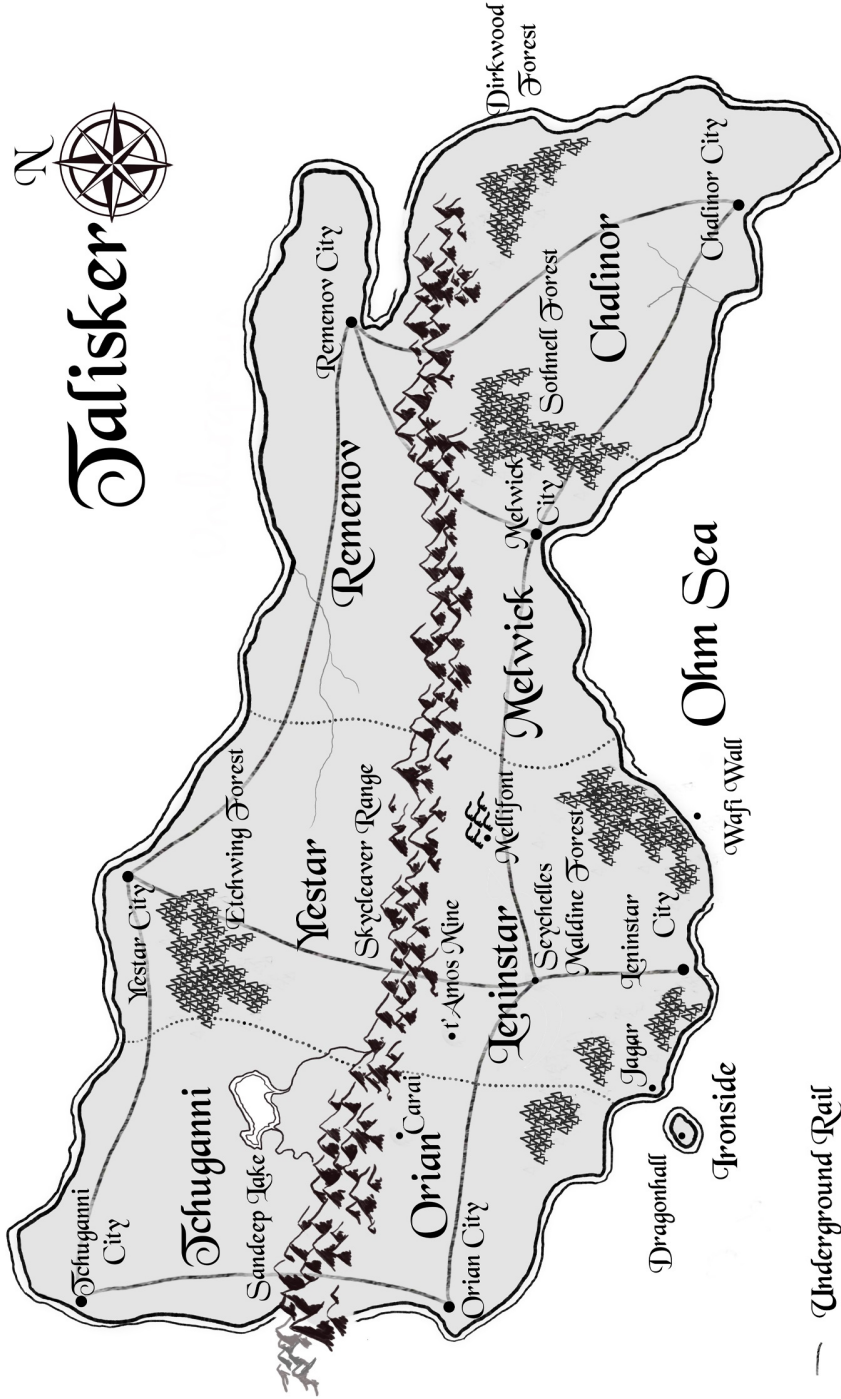 N
Talisker
Tchuganni
City
Yestar City
Tchuganni
Etchwing Forest
Sandeep Lake
Yestar
Remenov City
Remenov
Skycleaver Range
Carai
Orian
t'Amos Mine
Orian City
Dirkwood
Forest
Leninstar
Mellifont
Melwick
City
Melwick
Seychelles
Sothnell Forest
Maldine Forest
Chalinor
Jagar
Leninstar
City
Dragonhall
Ohm Sea
Chalinor City
Ironside
Wafi Wall
Underground Rail